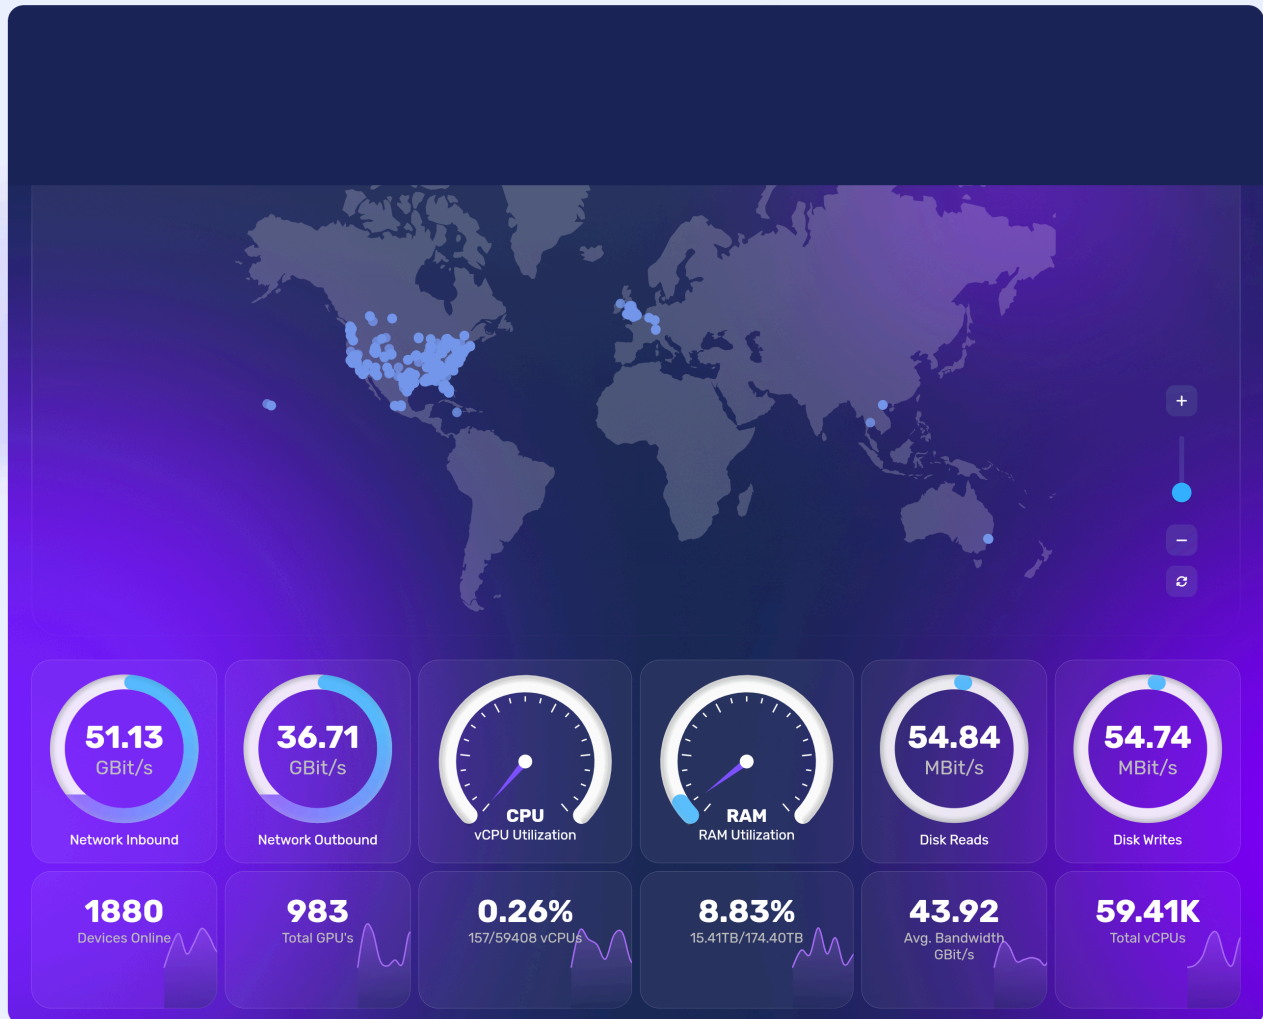 +
−
51.13
GBit/s
Network Inbound
36.71
GBit/s
Network Outbound
CPU
vCPU Utilization
RAM
RAM Utilization
54.84
MBit/s
Disk Reads
54.74
MBit/s
Disk Writes
1880
Devices Online
983
Total GPU's
0.26%
157/59408 vCPUs
8.83%
15.41TB/174.40TB
43.92
Avg. Bandwidth
GBit/s
59.41K
Total vCPUs